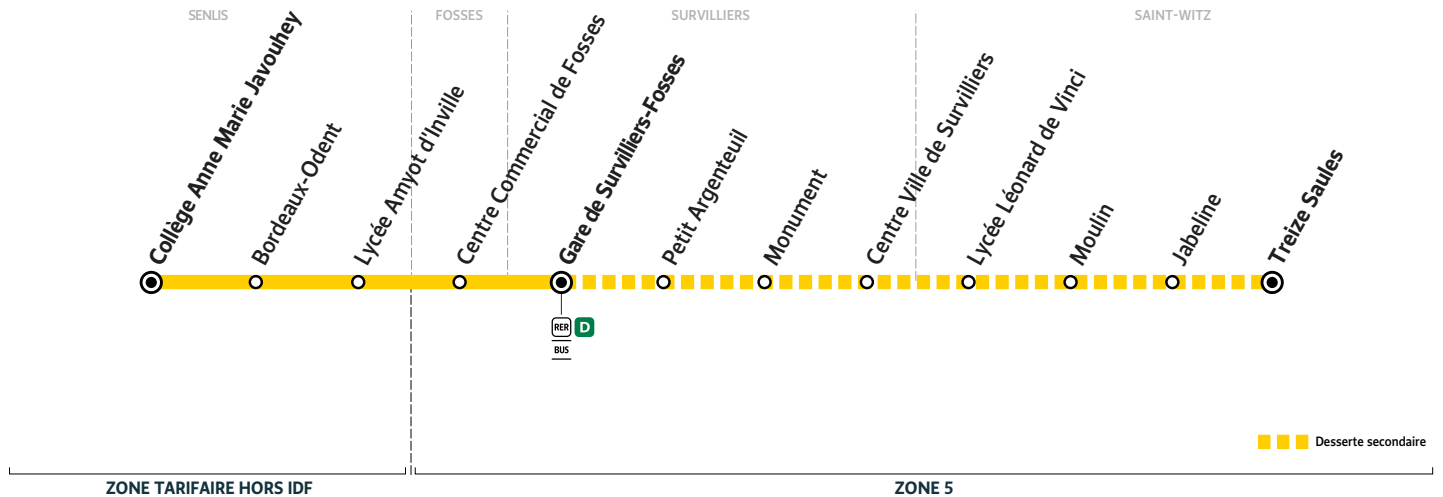 SENLIS
FOSSES
SURVILLIERS
SAINT-WITZ
Collège Anne Marie Javouhey
Bordeaux-Odent
Lycée Amyot d'Inville
Centre Commercial de Fosses
Gare de Survilliers-Fosses
Petit Argenteuil
Monument
Centre Ville de Survilliers
Lycée Léonard de Vinci
Moulin
Jabeline
Treize Saules
RER D
BUS
Desserte secondaire
ZONE TARIFAIRE HORS IDF
ZONE 5